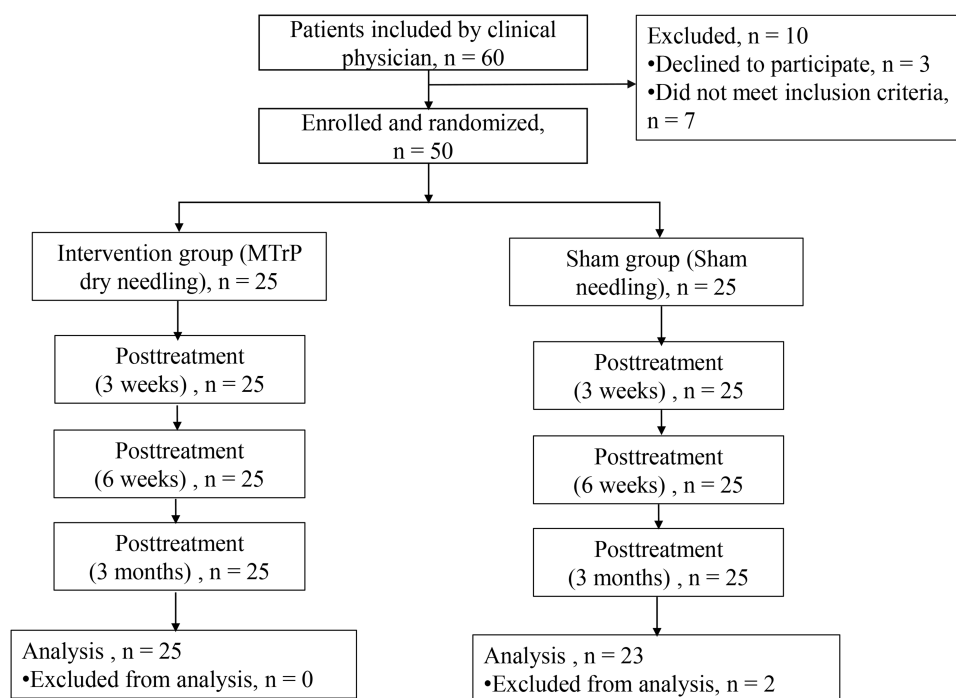 Patients included by clinical
physician, n = 60
Excluded, n = 10
•Declined to participate, n = 3
•Did not meet inclusion criteria,
n = 7
Enrolled and randomized,
n = 50
Intervention group (MTrP
dry needling), n = 25
Sham group (Sham
needling), n = 25
Posttreatment
(3 weeks) , n = 25
Posttreatment
(3 weeks) , n = 25
Posttreatment
(6 weeks) , n = 25
Posttreatment
(6 weeks) , n = 25
Posttreatment
(3 months) , n = 25
Posttreatment
(3 months) , n = 25
Analysis , n = 25
•Excluded from analysis, n = 0
Analysis , n = 23
•Excluded from analysis, n = 2